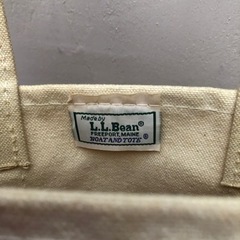 Made by
L.L.Bean®
FREEPORT, MAINE
BOAT AND TOTE®